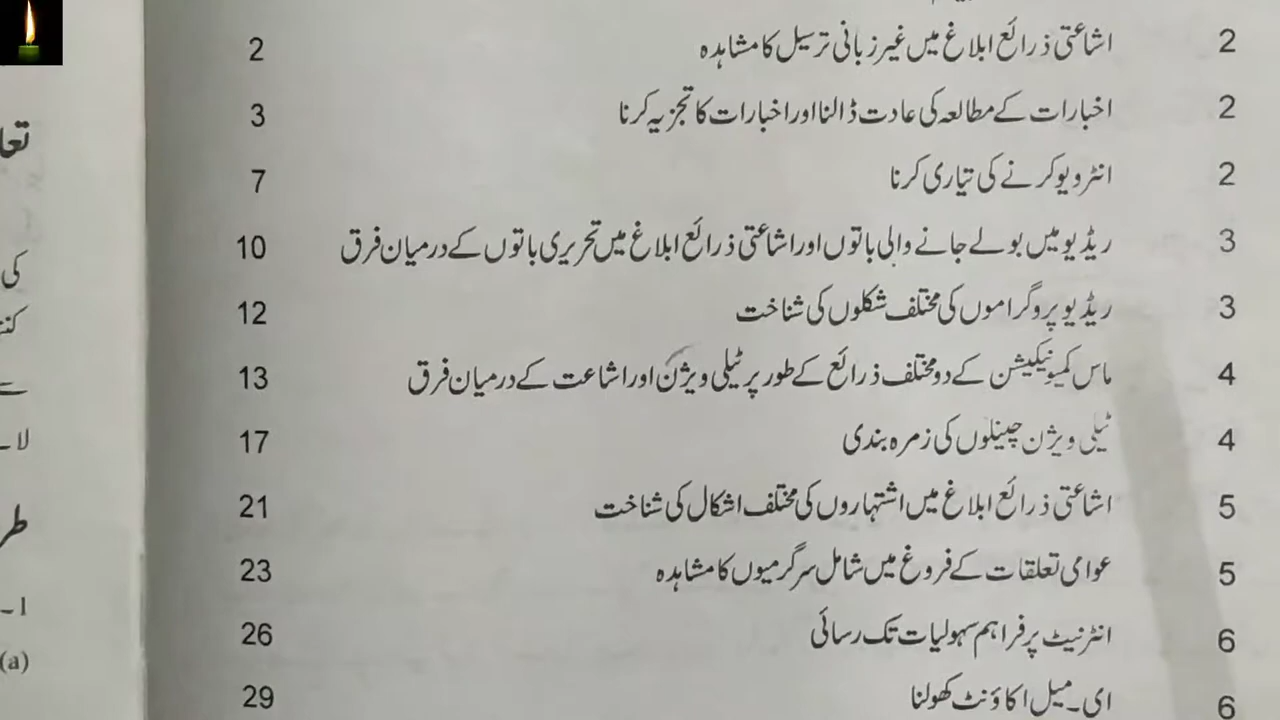 2 اشاعتی ذرائع ابلاغ میں غیر زبانی ترسیل کا مشاہدہ 2
2 اخبارات کے مطالعہ کی عادت ڈالنا اور اخبارات کا تجزیہ کرنا 3
2 انٹرویو کرنے کی تیاری کرنا 7
3 ریڈیو میں بولے جانے والی باتوں اور اشاعتی ذرائع ابلاغ میں تحریری باتوں کے درمیان فرق 10
3 ریڈیو پروگراموں کی مختلف شکلوں کی شناخت 12
4 ماس کمیونیکیشن کے دو مختلف ذرائع کے طور پر ٹیلی ویژن اور اشاعت کے درمیان فرق 13
4 ٹیلی ویژن چینلوں کی زمرہ بندی 17
5 اشاعتی ذرائع ابلاغ میں اشتہاروں کی مختلف اشکال کی شناخت 21
5 عوامی تعلقات کے فروغ میں شامل سرگرمیوں کا مشاہدہ 23
6 انٹرنیٹ پر فراہم سہولیات تک رسائی 26
6 ای۔میل اکاؤنٹ کھولنا 29
کی
1۔
(a)